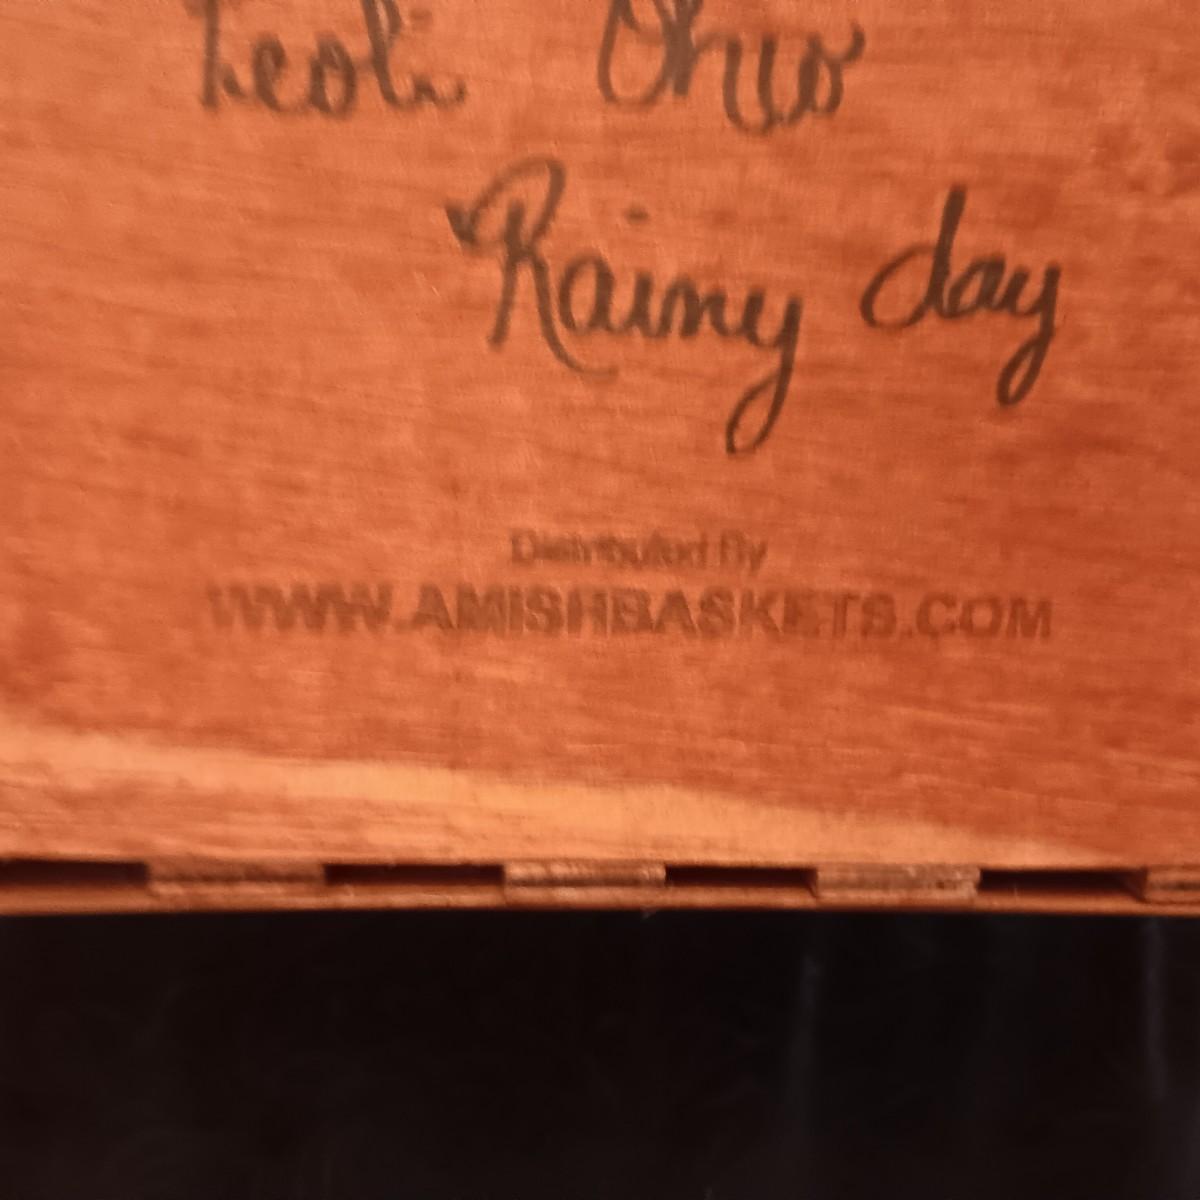 Ohio
Rainy day
Distributed By
WWW.AMISHBASKETS.COM